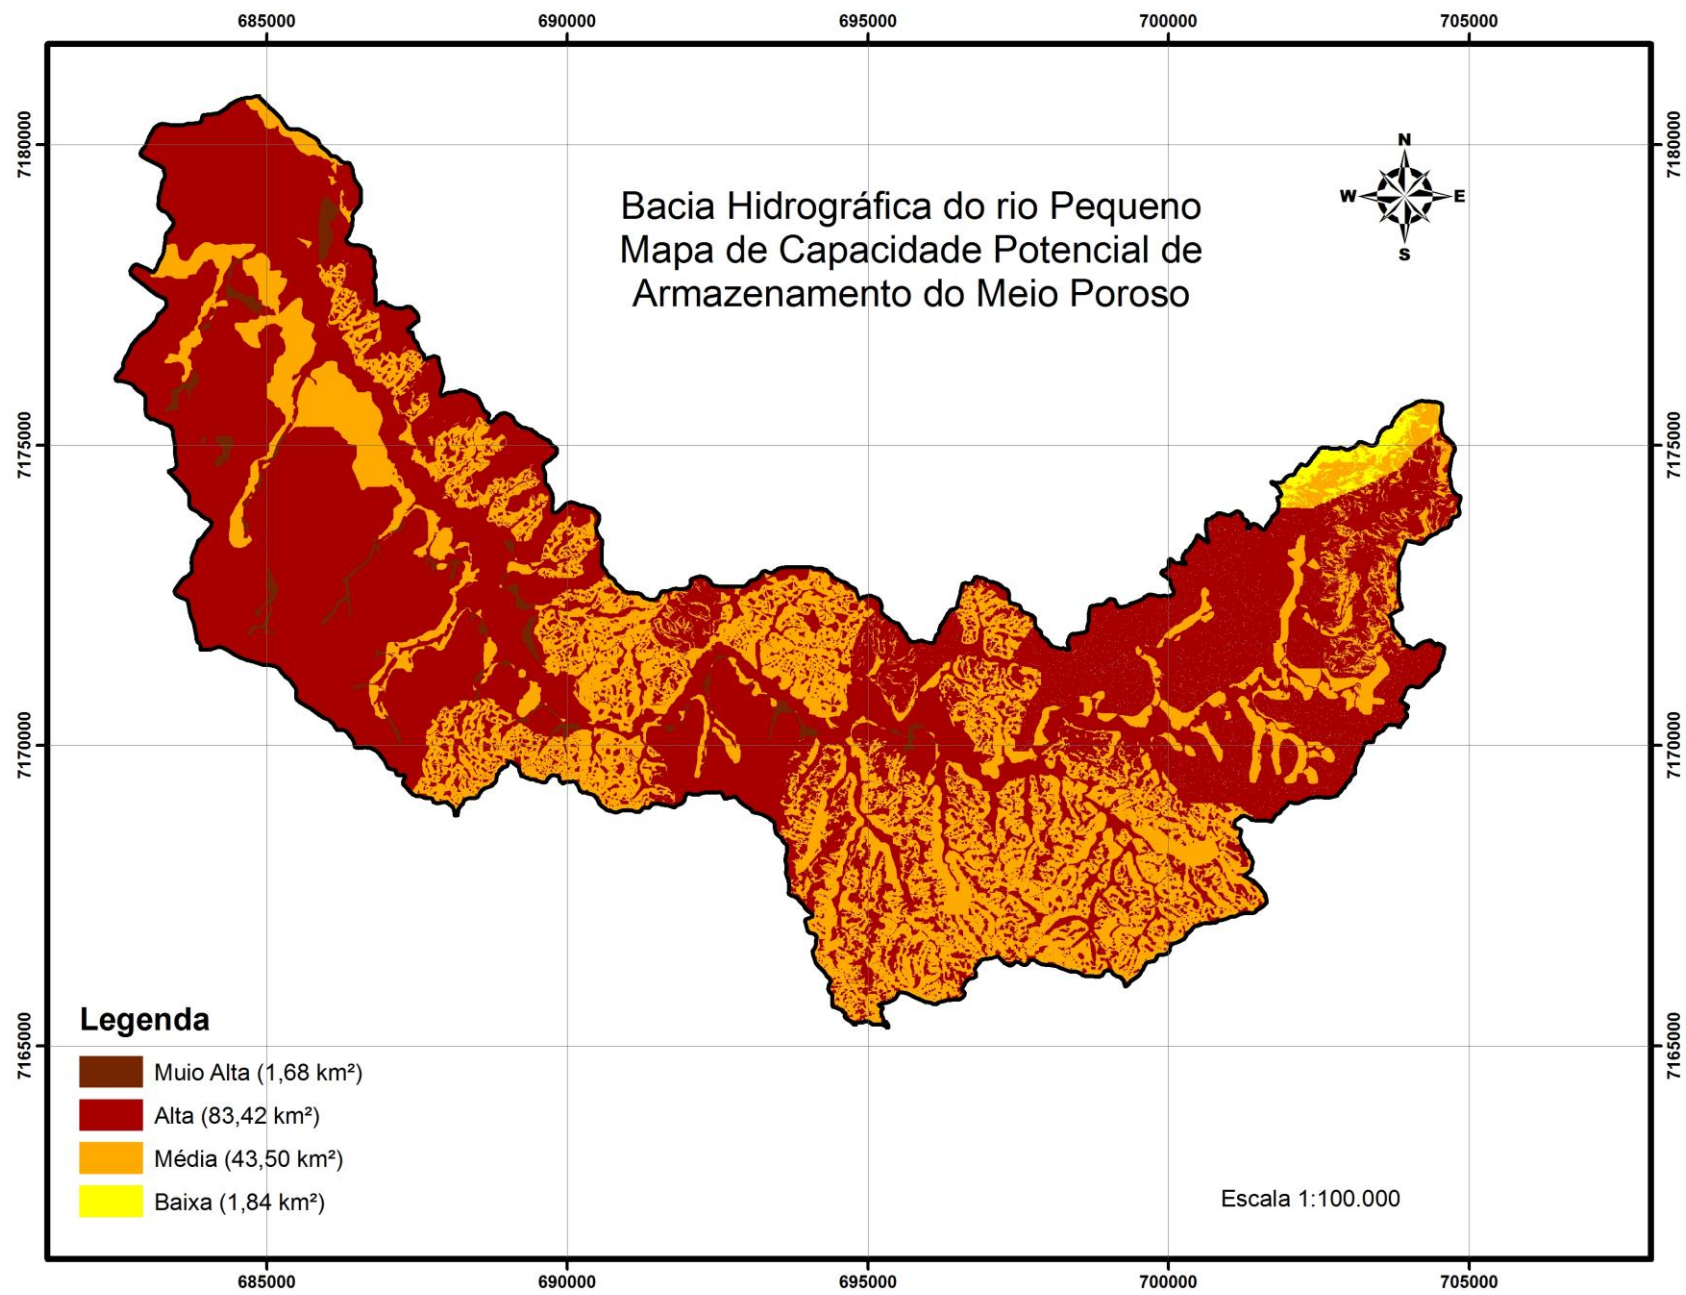 685000 690000 695000 700000 705000
7180000 7180000
N
W E
S
Bacia Hidrográfica do rio Pequeno
Mapa de Capacidade Potencial de
Armazenamento do Meio Poroso
7175000 7175000
7170000 7170000
7165000 7165000
Legenda
Muio Alta (1,68 km²)
Alta (83,42 km²)
Média (43,50 km²)
Baixa (1,84 km²)
Escala 1:100.000
685000 690000 695000 700000 705000